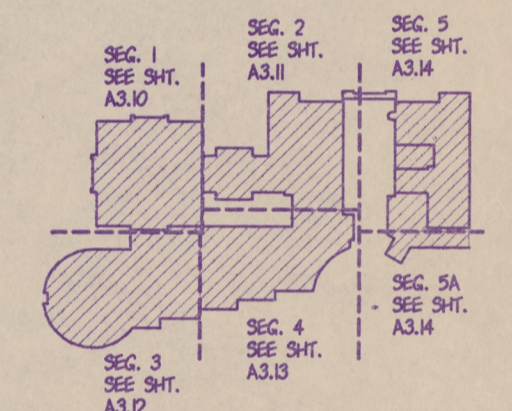 SEG. 1
SEE SHT.
A3.10
SEG. 2
SEE SHT.
A3.11
SEG. 5
SEE SHT.
A3.14
SEG. 3
SEE SHT.
A3.12
SEG. 4
SEE SHT.
A3.13
SEG. 5A
SEE SHT.
A3.14